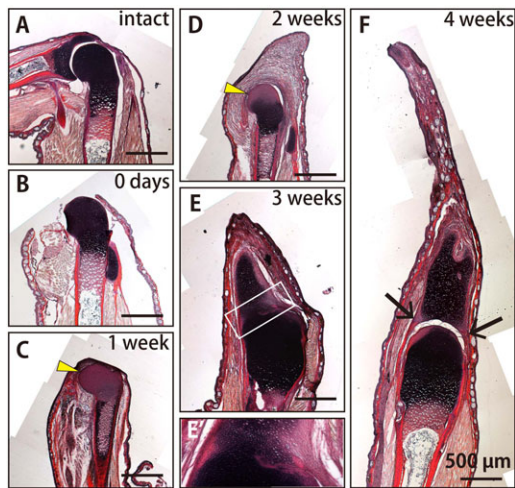 A
intact
B
0 days
C
1 week
D
2 weeks
E
3 weeks
E'
F
4 weeks
500 µm